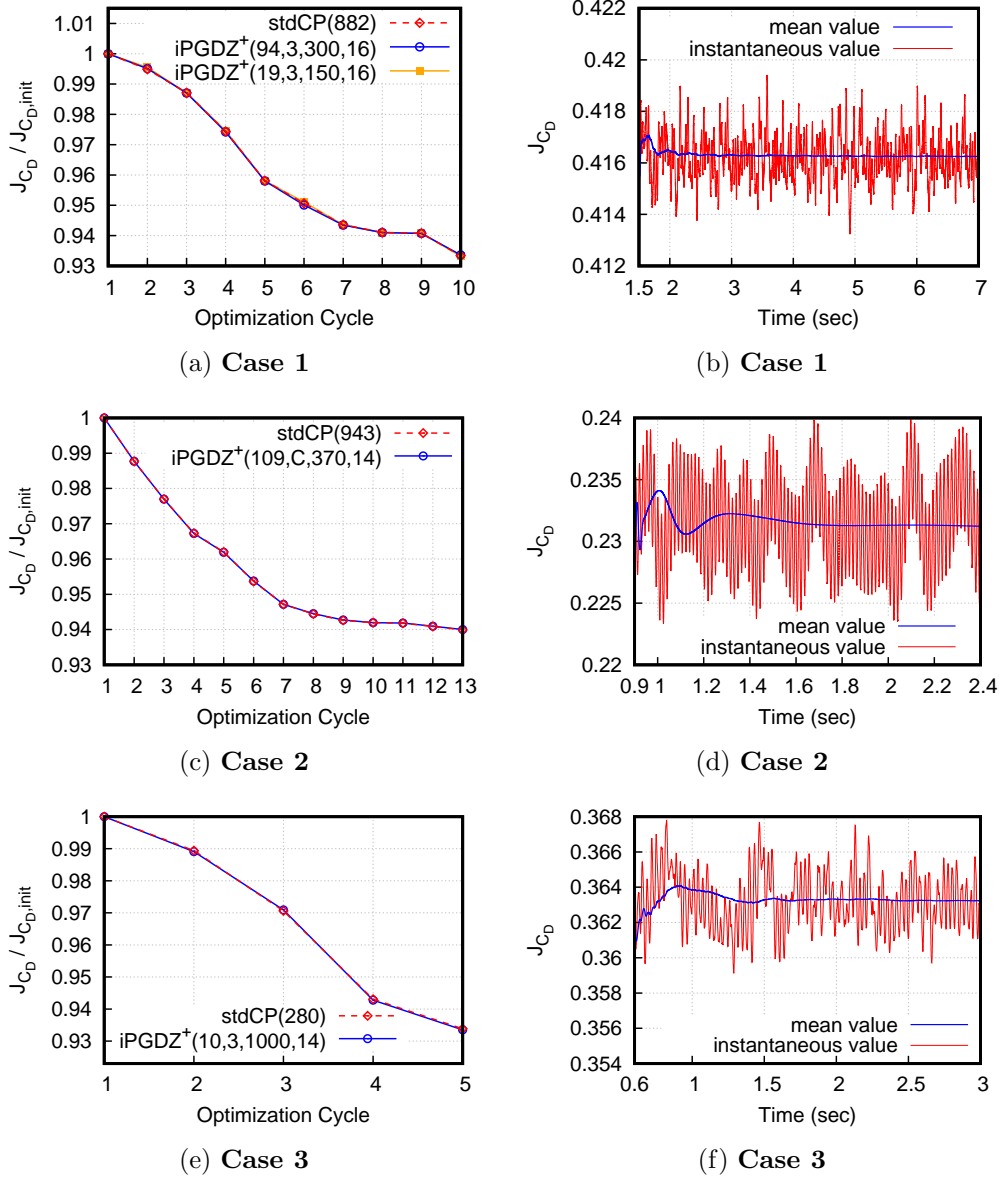 1.01
1
0.99
0.98
0.97
0.96
0.95
0.94
0.93
J_{C_D} / J_{C_D,init}
stdCP(882)
iPGDZ⁺(94,3,300,16)
iPGDZ⁺(19,3,150,16)
1 2 3 4 5 6 7 8 9 10
Optimization Cycle
(a) Case 1
0.422
0.42
0.418
0.416
0.414
0.412
J_{C_D}
mean value
instantaneous value
1.5 2 3 4 5 6 7
Time (sec)
(b) Case 1
1
0.99
0.98
0.97
0.96
0.95
0.94
0.93
J_{C_D} / J_{C_D,init}
stdCP(943)
iPGDZ⁺(109,C,370,14)
1 2 3 4 5 6 7 8 9 10 11 12 13
Optimization Cycle
(c) Case 2
0.24
0.235
0.23
0.225
0.22
J_{C_D}
mean value
instantaneous value
0.9 1 1.2 1.4 1.6 1.8 2 2.2 2.4
Time (sec)
(d) Case 2
1
0.99
0.98
0.97
0.96
0.95
0.94
0.93
J_{C_D} / J_{C_D,init}
stdCP(280)
iPGDZ⁺(10,3,1000,14)
1 2 3 4 5
Optimization Cycle
(e) Case 3
0.368
0.366
0.364
0.362
0.36
0.358
0.356
0.354
J_{C_D}
mean value
instantaneous value
0.6 1 1.5 2 2.5 3
Time (sec)
(f) Case 3